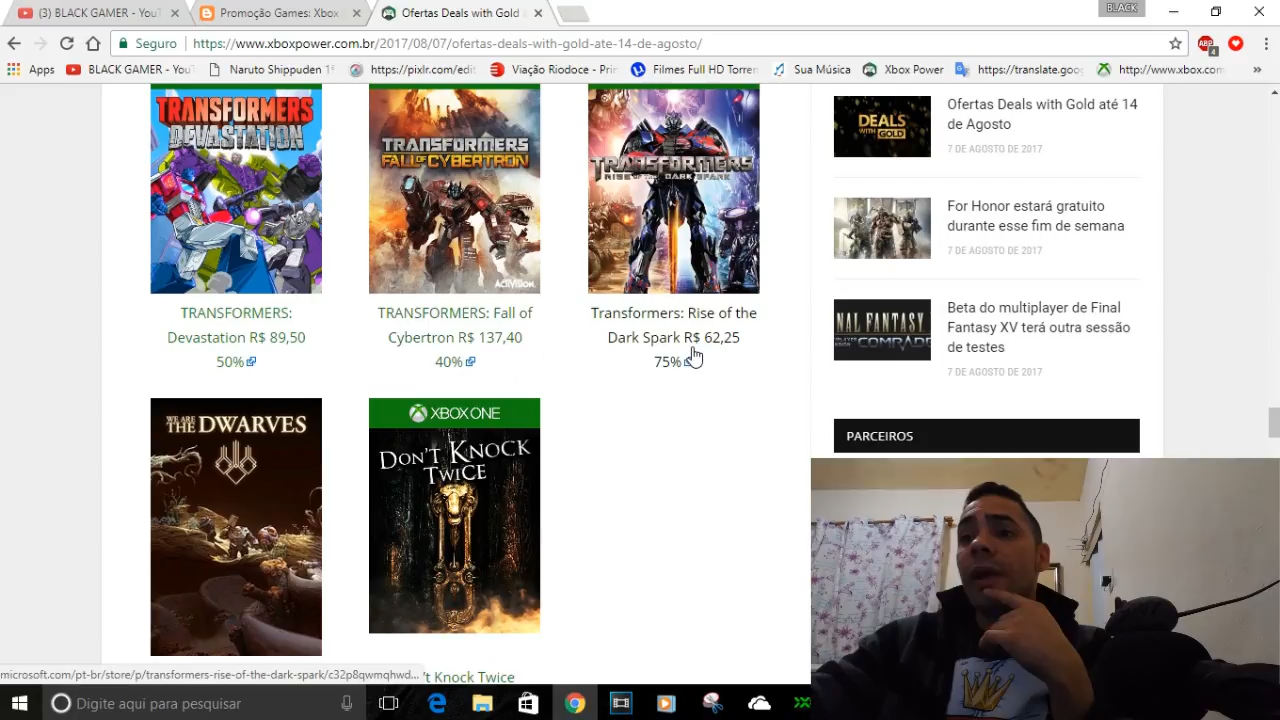 (3) BLACK GAMER - YouT
Promoção Games: Xbox
Ofertas Deals with Gold
BLACK
Seguro
https://www.xboxpower.com.br/2017/08/07/ofertas-deals-with-gold-ate-14-de-agosto/
ABP
4
Apps
BLACK GAMER - YouT
Naruto Shippuden 1ª
https://pixlr.com/edit
Viação Riodoce - Prin
Filmes Full HD Torren
Sua Música
Xbox Power
https://translate.goog
http://www.xbox.com
TRANSFORMERS
DEVASTATION
TRANSFORMERS
FALL OF CYBERTRON
ACTIVISION
TRANSFORMERS
RISE OF THE DARK SPARK
TRANSFORMERS:
Devastation R$ 89,50
50%
TRANSFORMERS: Fall of
Cybertron R$ 137,40
40%
Transformers: Rise of the
Dark Spark R$ 62,25
75%
WE ARE
THE DWARVES
XBOX ONE
DON'T KNOCK
TWICE
't Knock Twice
DEALS
WITH GOLD
Ofertas Deals with Gold até 14
de Agosto
7 DE AGOSTO DE 2017
For Honor estará gratuito
durante esse fim de semana
7 DE AGOSTO DE 2017
NAL FANTASY
COMRADE
Beta do multiplayer de Final
Fantasy XV terá outra sessão
de testes
7 DE AGOSTO DE 2017
PARCEIROS
microsoft.com/pt-br/store/p/transformers-rise-of-the-dark-spark/c32p8qwmqhwd...
Digite aqui para pesquisar